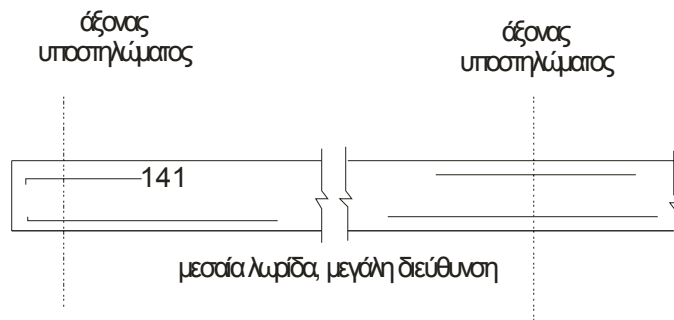 άξονας
υποστηλώματος
άξονας
υποστηλώματος
141
μεσαία λωρίδα, μεγάλη διεύθυνση